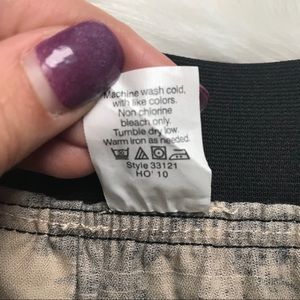 Machine wash cold,
with like colors.
Non chlorine
bleach only.
Tumble dry low.
Warm iron as needed.
Style 33121
HO' 10